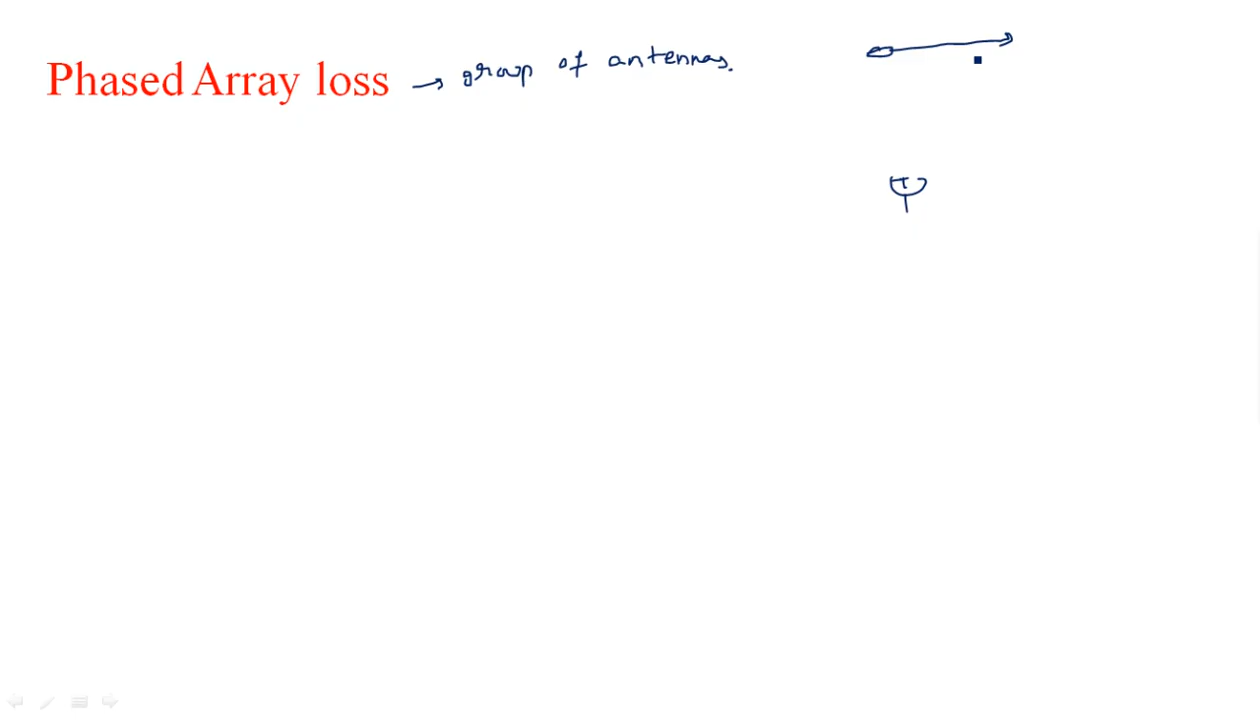 Phased Array loss → group of antennas.